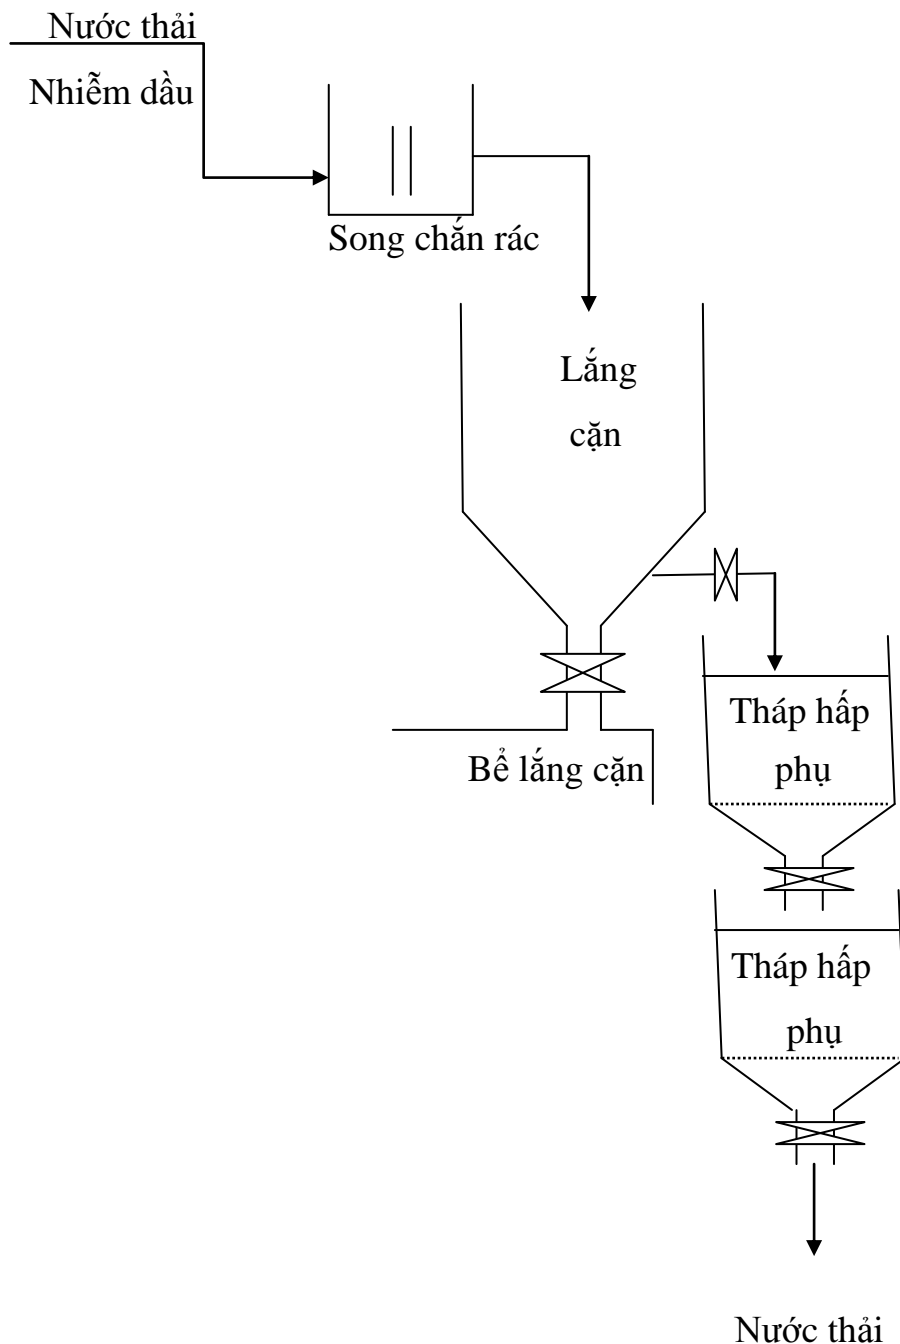 Nước thải
Nhiễm dầu
Song chắn rác
Lắng
cặn
Tháp hấp
phụ
Bể lắng cặn
Tháp hấp
phụ
Nước thải